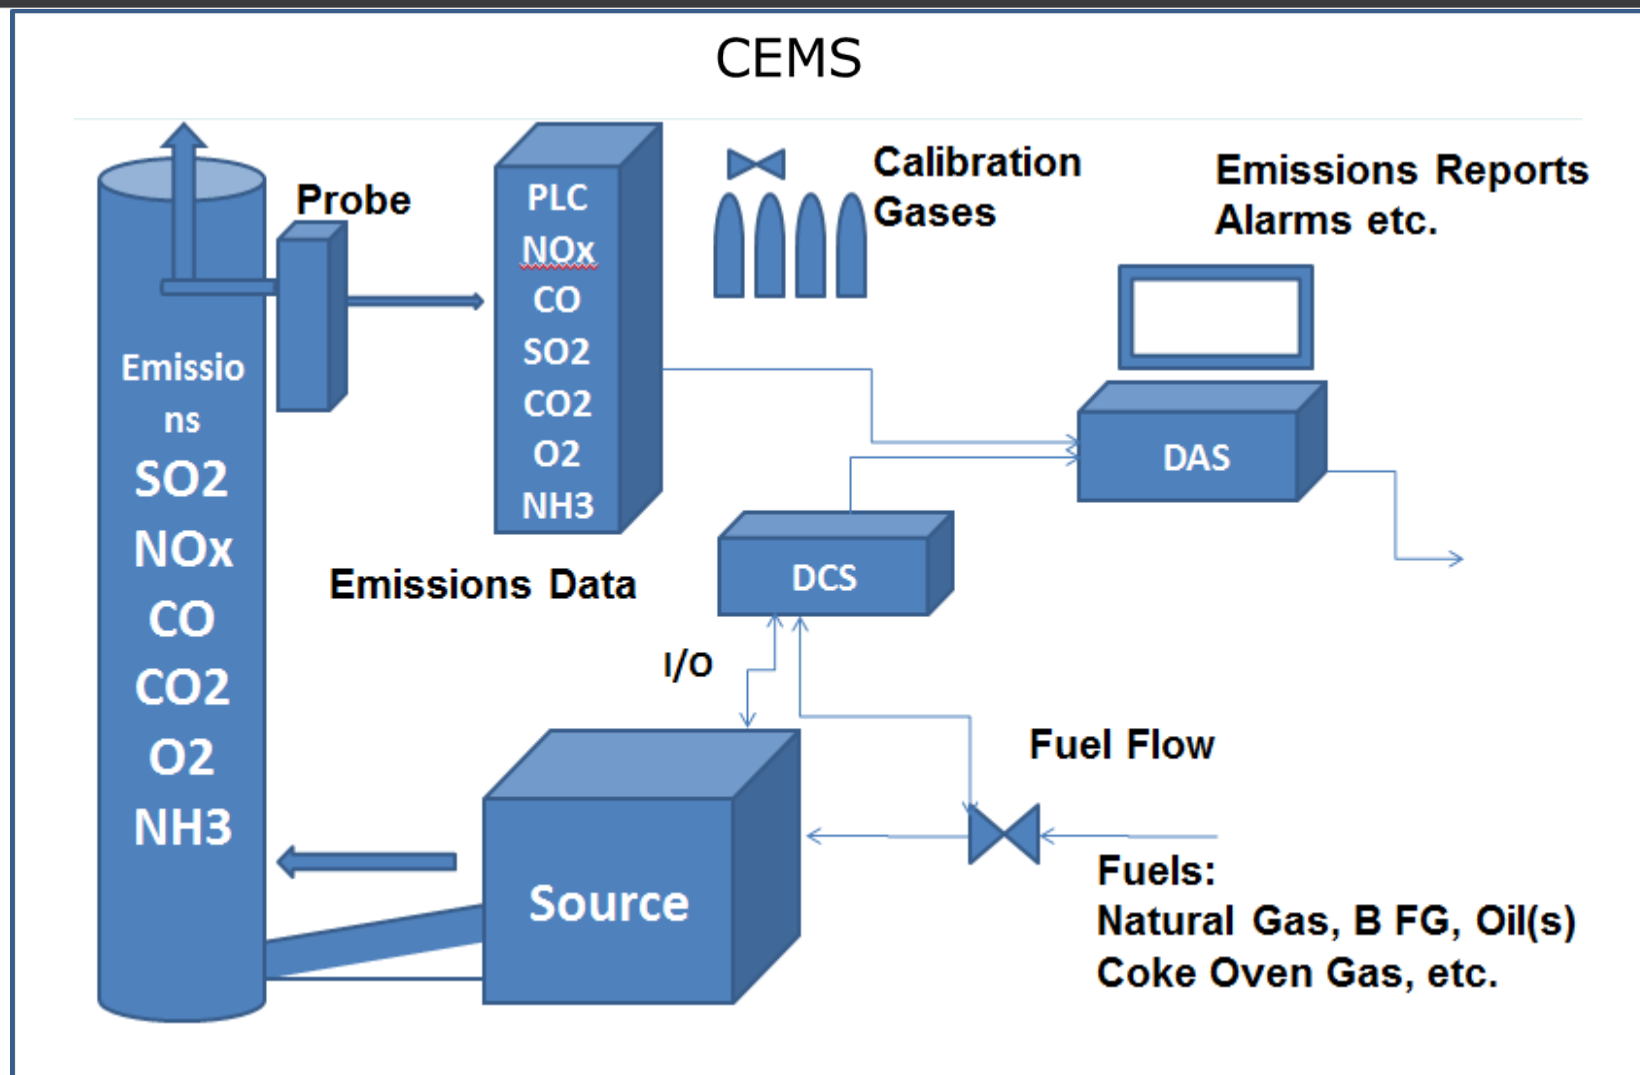 CEMS
Probe
PLC
NOx
CO
SO2
CO2
O2
NH3
Calibration
Gases
Emissions Reports
Alarms etc.
Emissio
ns
SO2
NOx
CO
CO2
O2
NH3
DAS
Emissions Data
DCS
I/O
Fuel Flow
Source
Fuels:
Natural Gas, B FG, Oil(s)
Coke Oven Gas, etc.